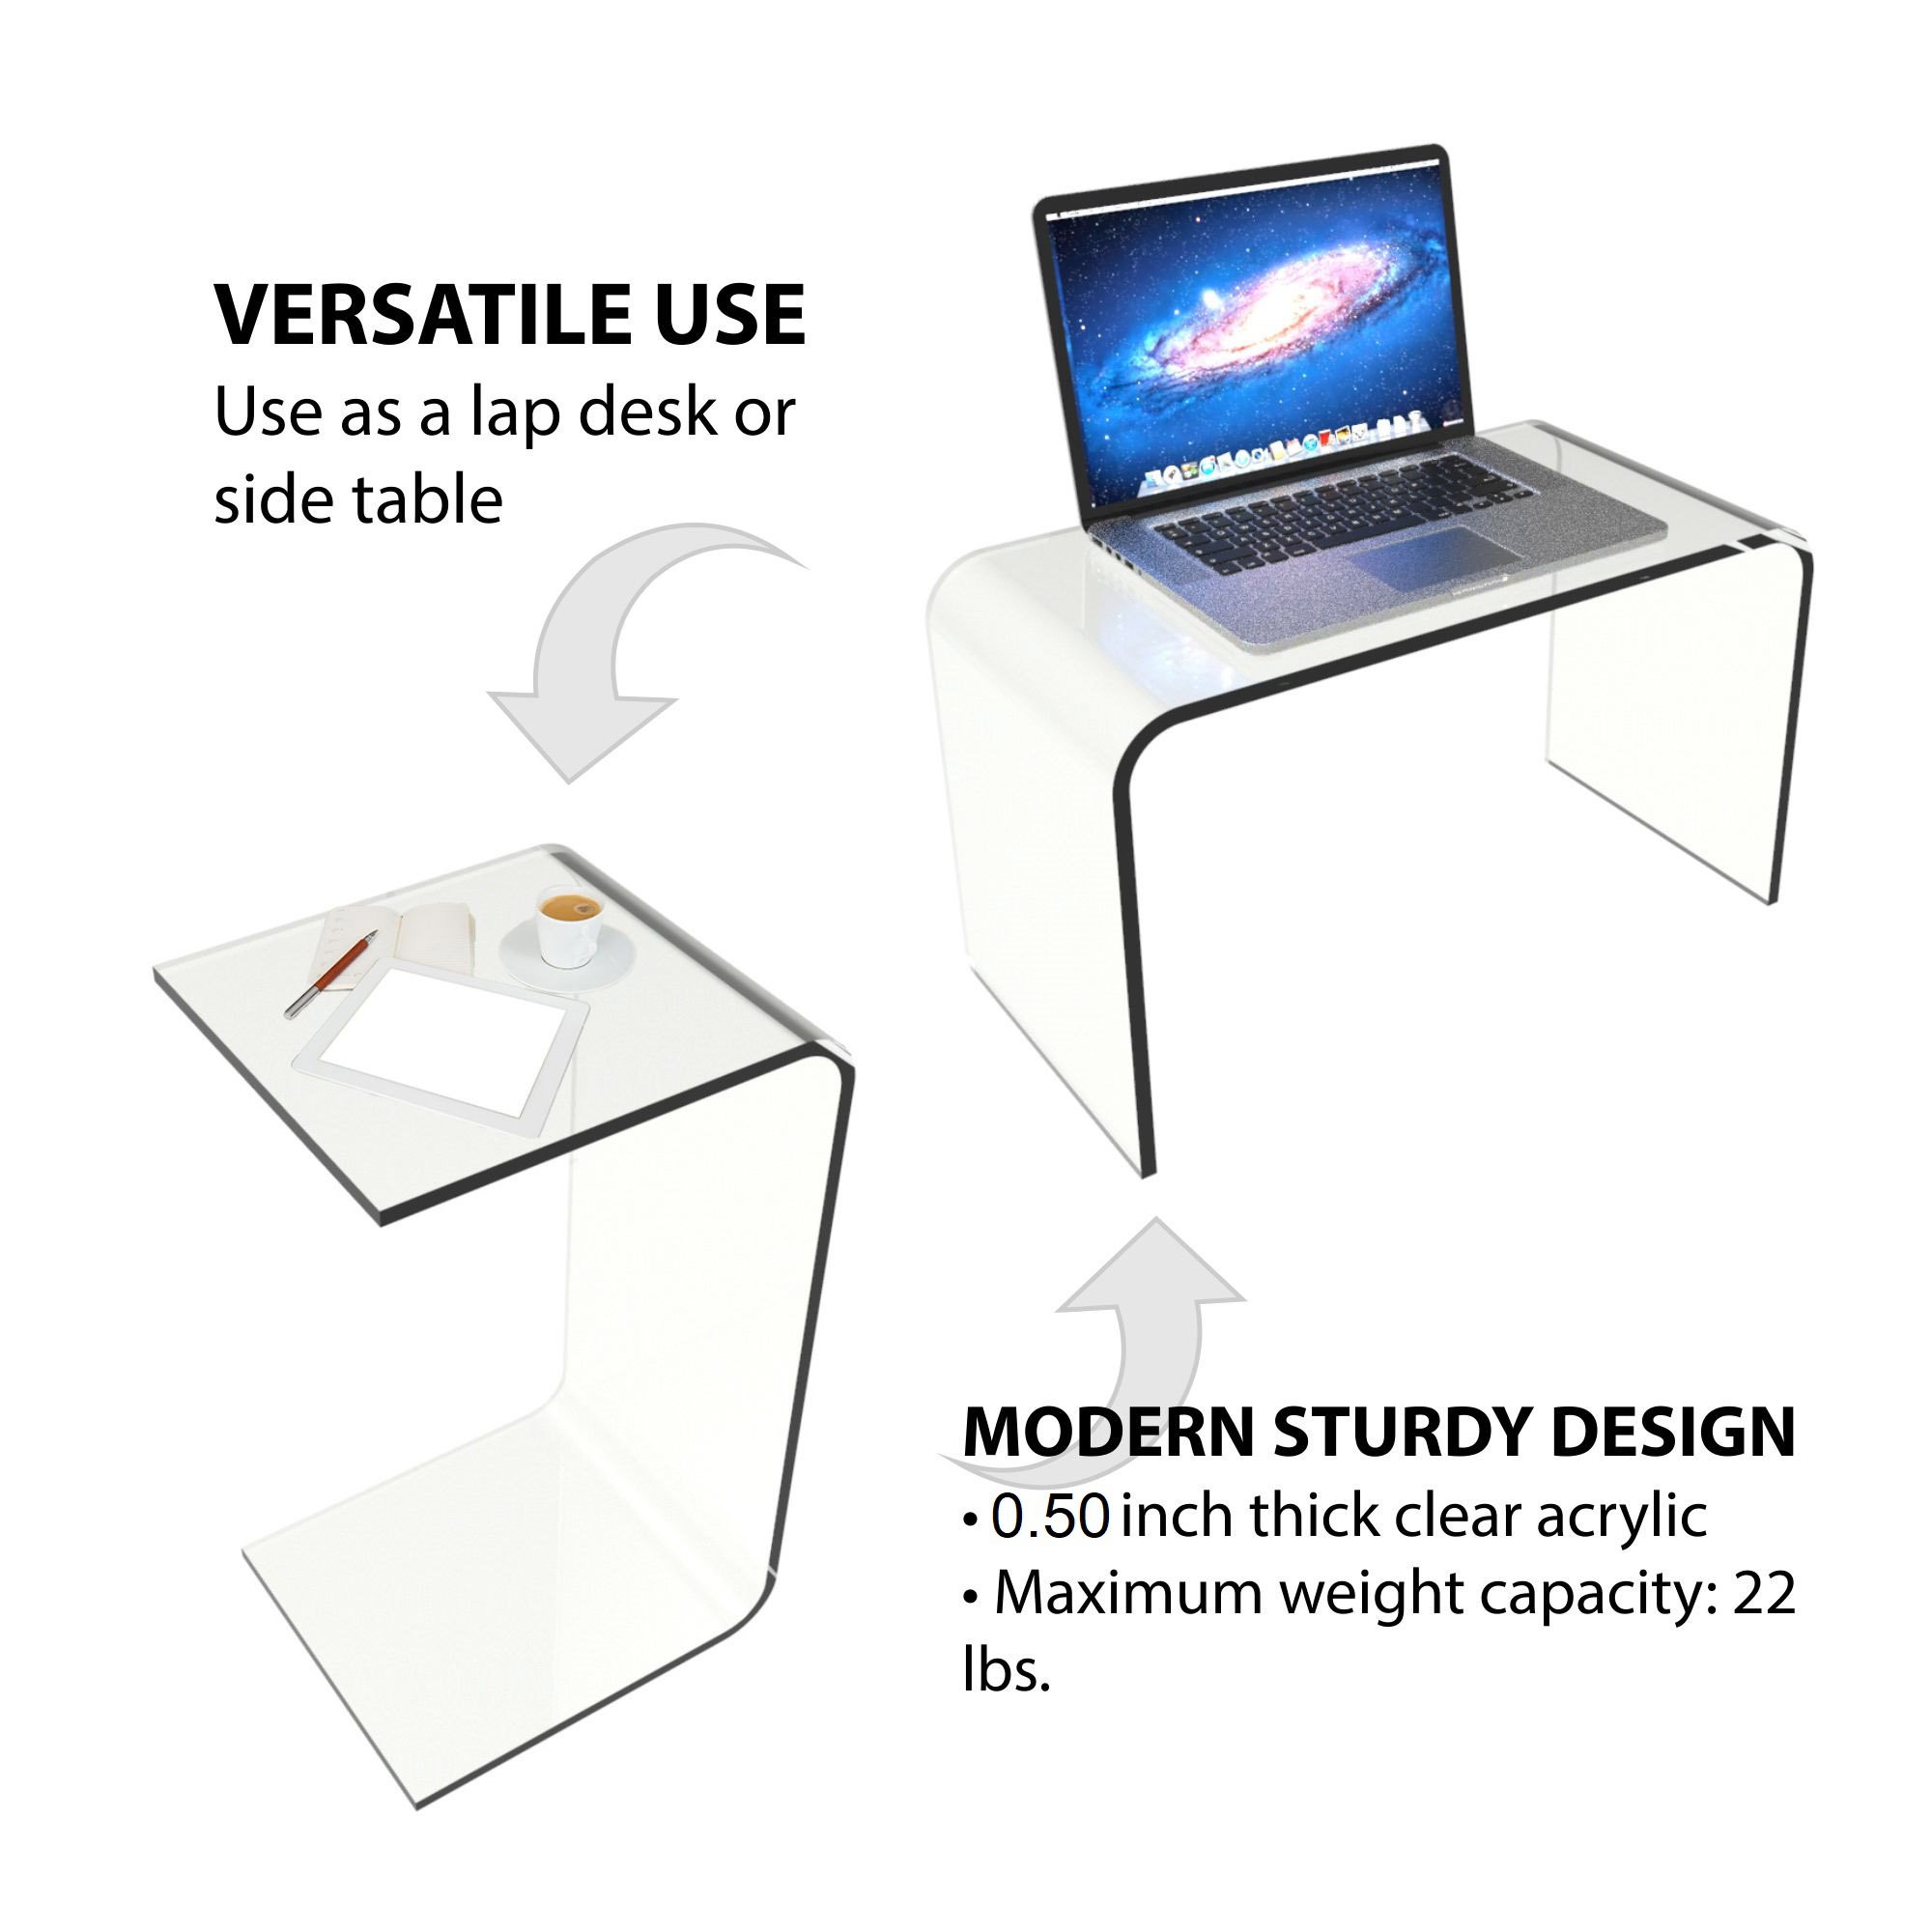 VERSATILE USE
Use as a lap desk or
side table
MODERN STURDY DESIGN
• 0.50 inch thick clear acrylic
• Maximum weight capacity: 22
lbs.